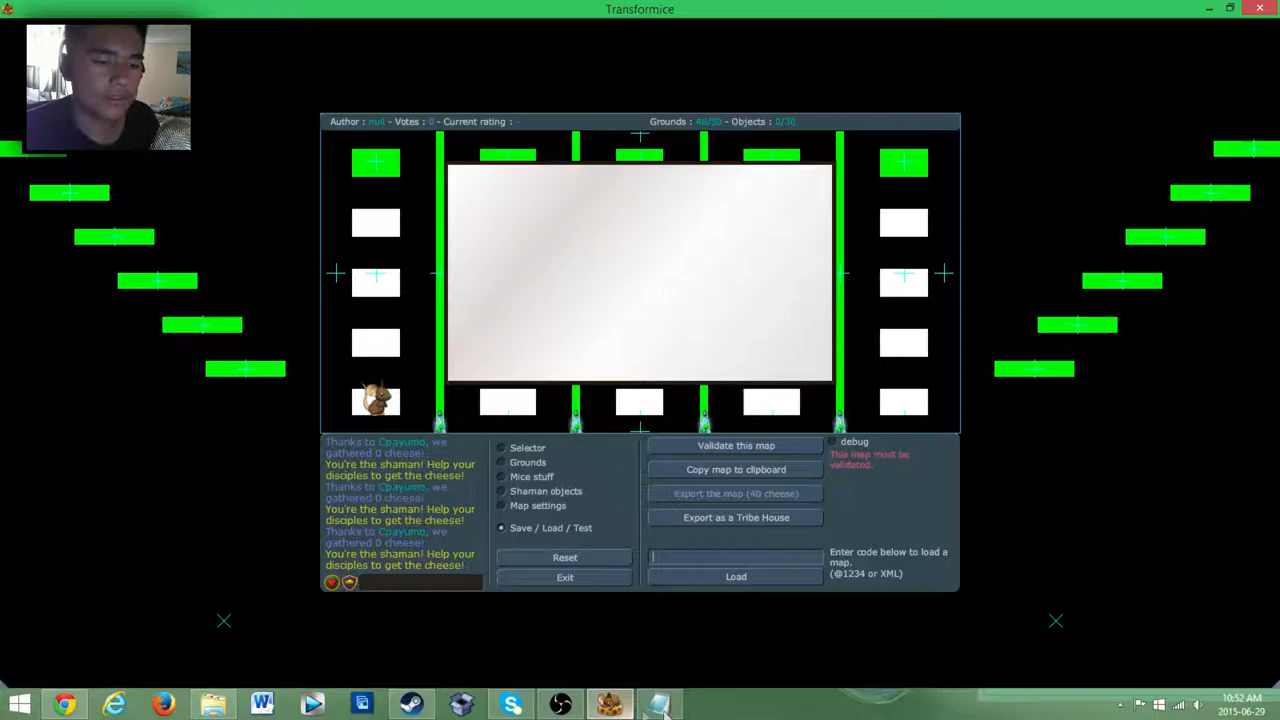 Transformice
Author : null - Votes : 0 - Current rating : -
Grounds : 46/50 - Objects : 0/30
Thanks to Cpayumo, we
gathered 0 cheese!
You're the shaman! Help your
disciples to get the cheese!
Thanks to Cpayumo, we
gathered 0 cheese!
You're the shaman! Help your
disciples to get the cheese!
Thanks to Cpayumo, we
gathered 0 cheese!
You're the shaman! Help your
disciples to get the cheese!
Selector
Grounds
Mice stuff
Shaman objects
Map settings
Save / Load / Test
Reset
Exit
Validate this map
Copy map to clipboard
Export the map (40 cheese)
Export as a Tribe House
Load
debug
This map must be
validated.
Enter code below to load a
map.
(@1234 or XML)
10:52 AM
2015-06-29